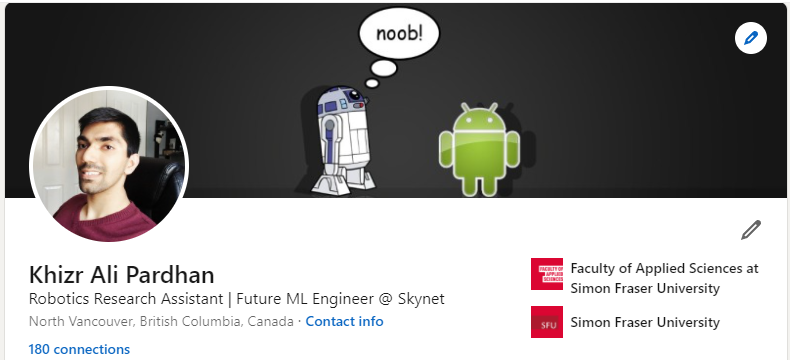 noob!
Khizr Ali Pardhan
Robotics Research Assistant | Future ML Engineer @ Skynet
North Vancouver, British Columbia, Canada · Contact info
180 connections
FACULTY OF
APPLIED
SCIENCES
Faculty of Applied Sciences at
Simon Fraser University
SFU
Simon Fraser University